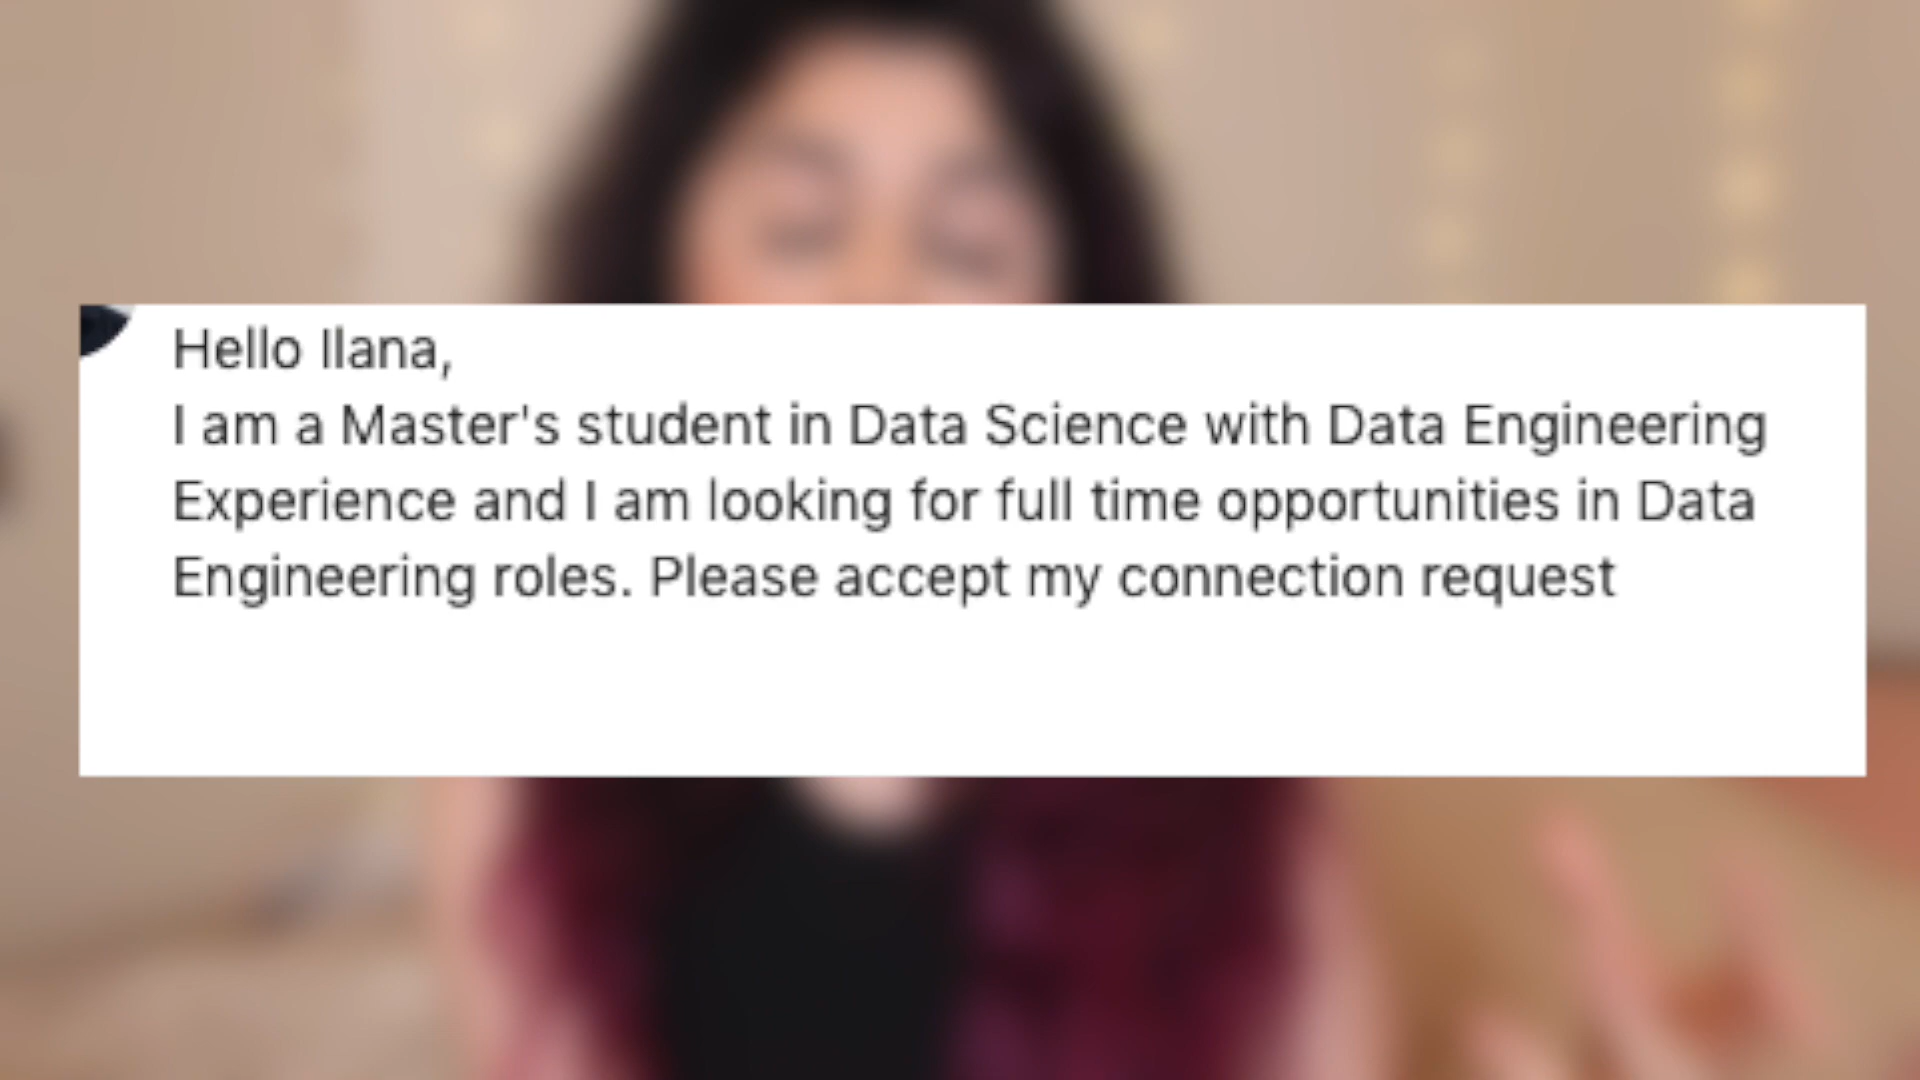 Hello Ilana,
I am a Master's student in Data Science with Data Engineering
Experience and I am looking for full time opportunities in Data
Engineering roles. Please accept my connection request